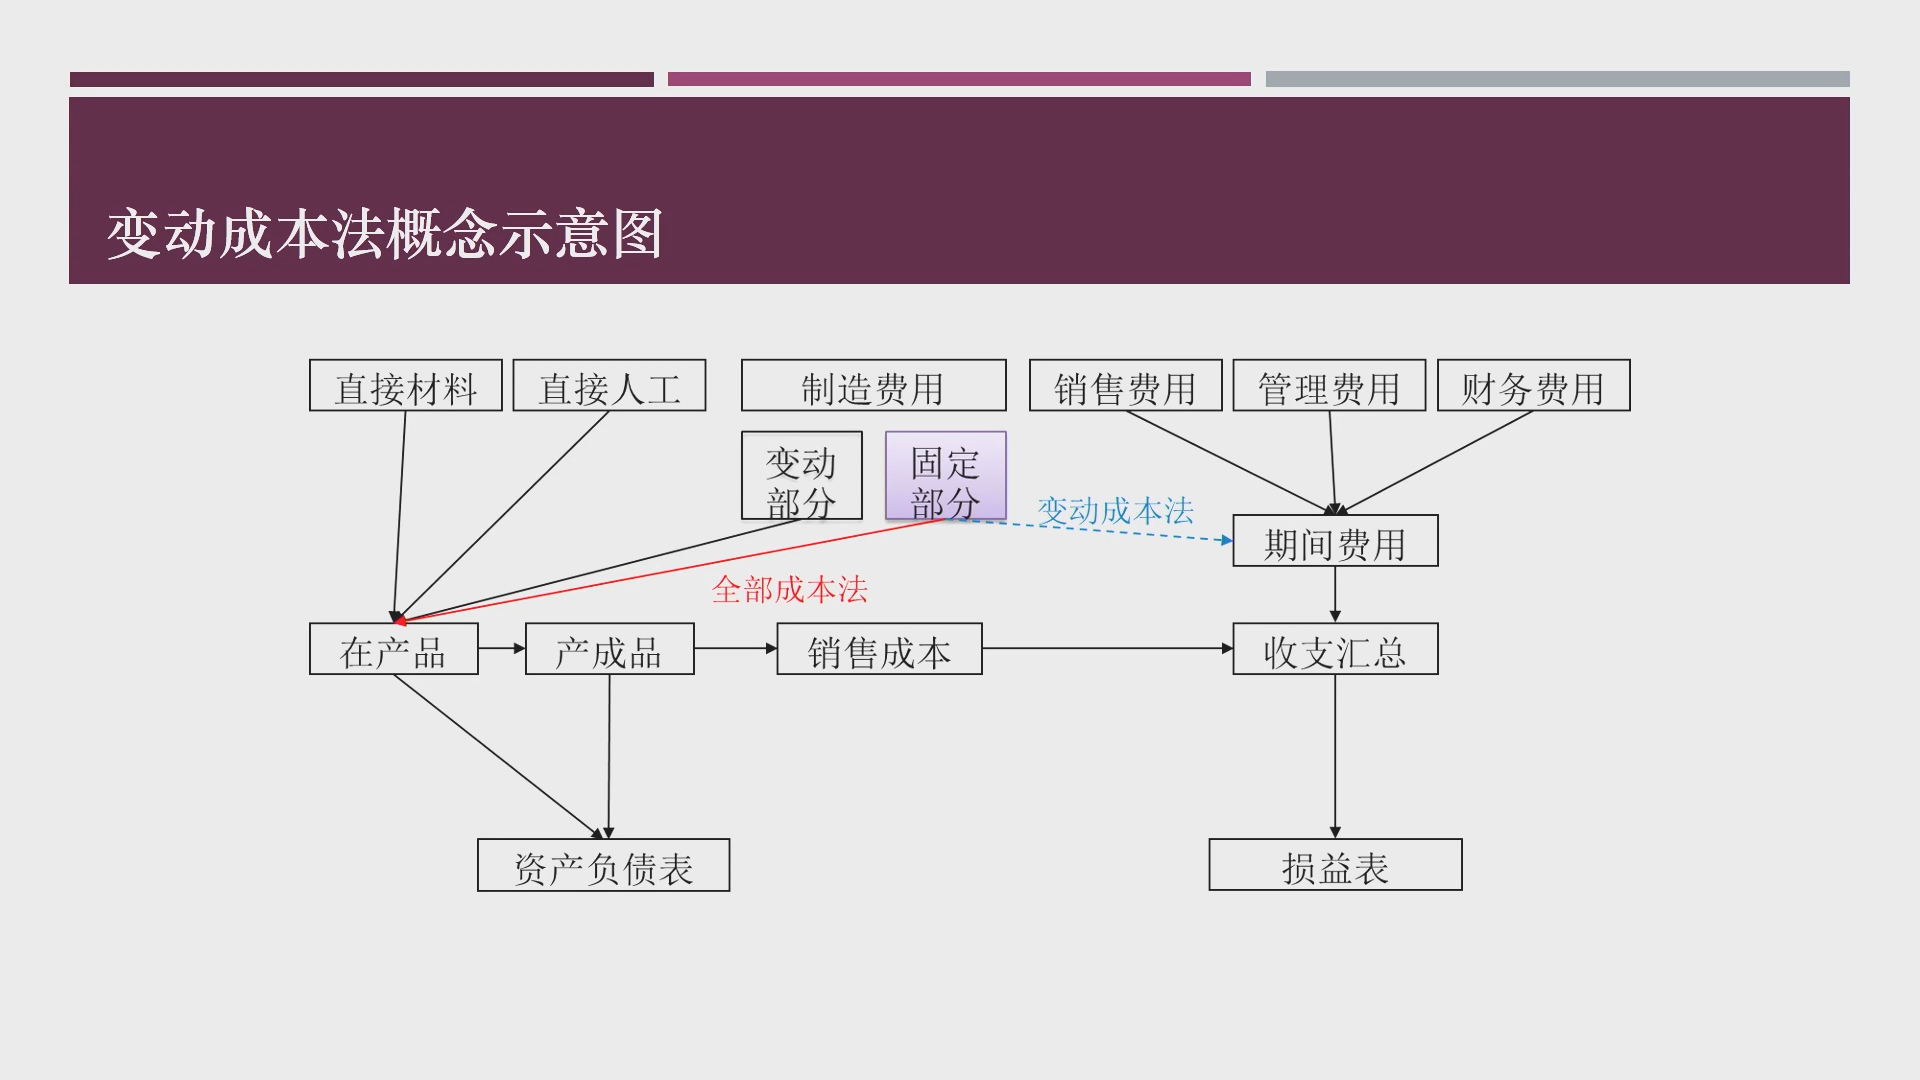 变动成本法概念示意图
直接材料
直接人工
制造费用
销售费用
管理费用
财务费用
变动
部分
固定
部分
变动成本法
期间费用
全部成本法
在产品
产成品
销售成本
收支汇总
资产负债表
损益表